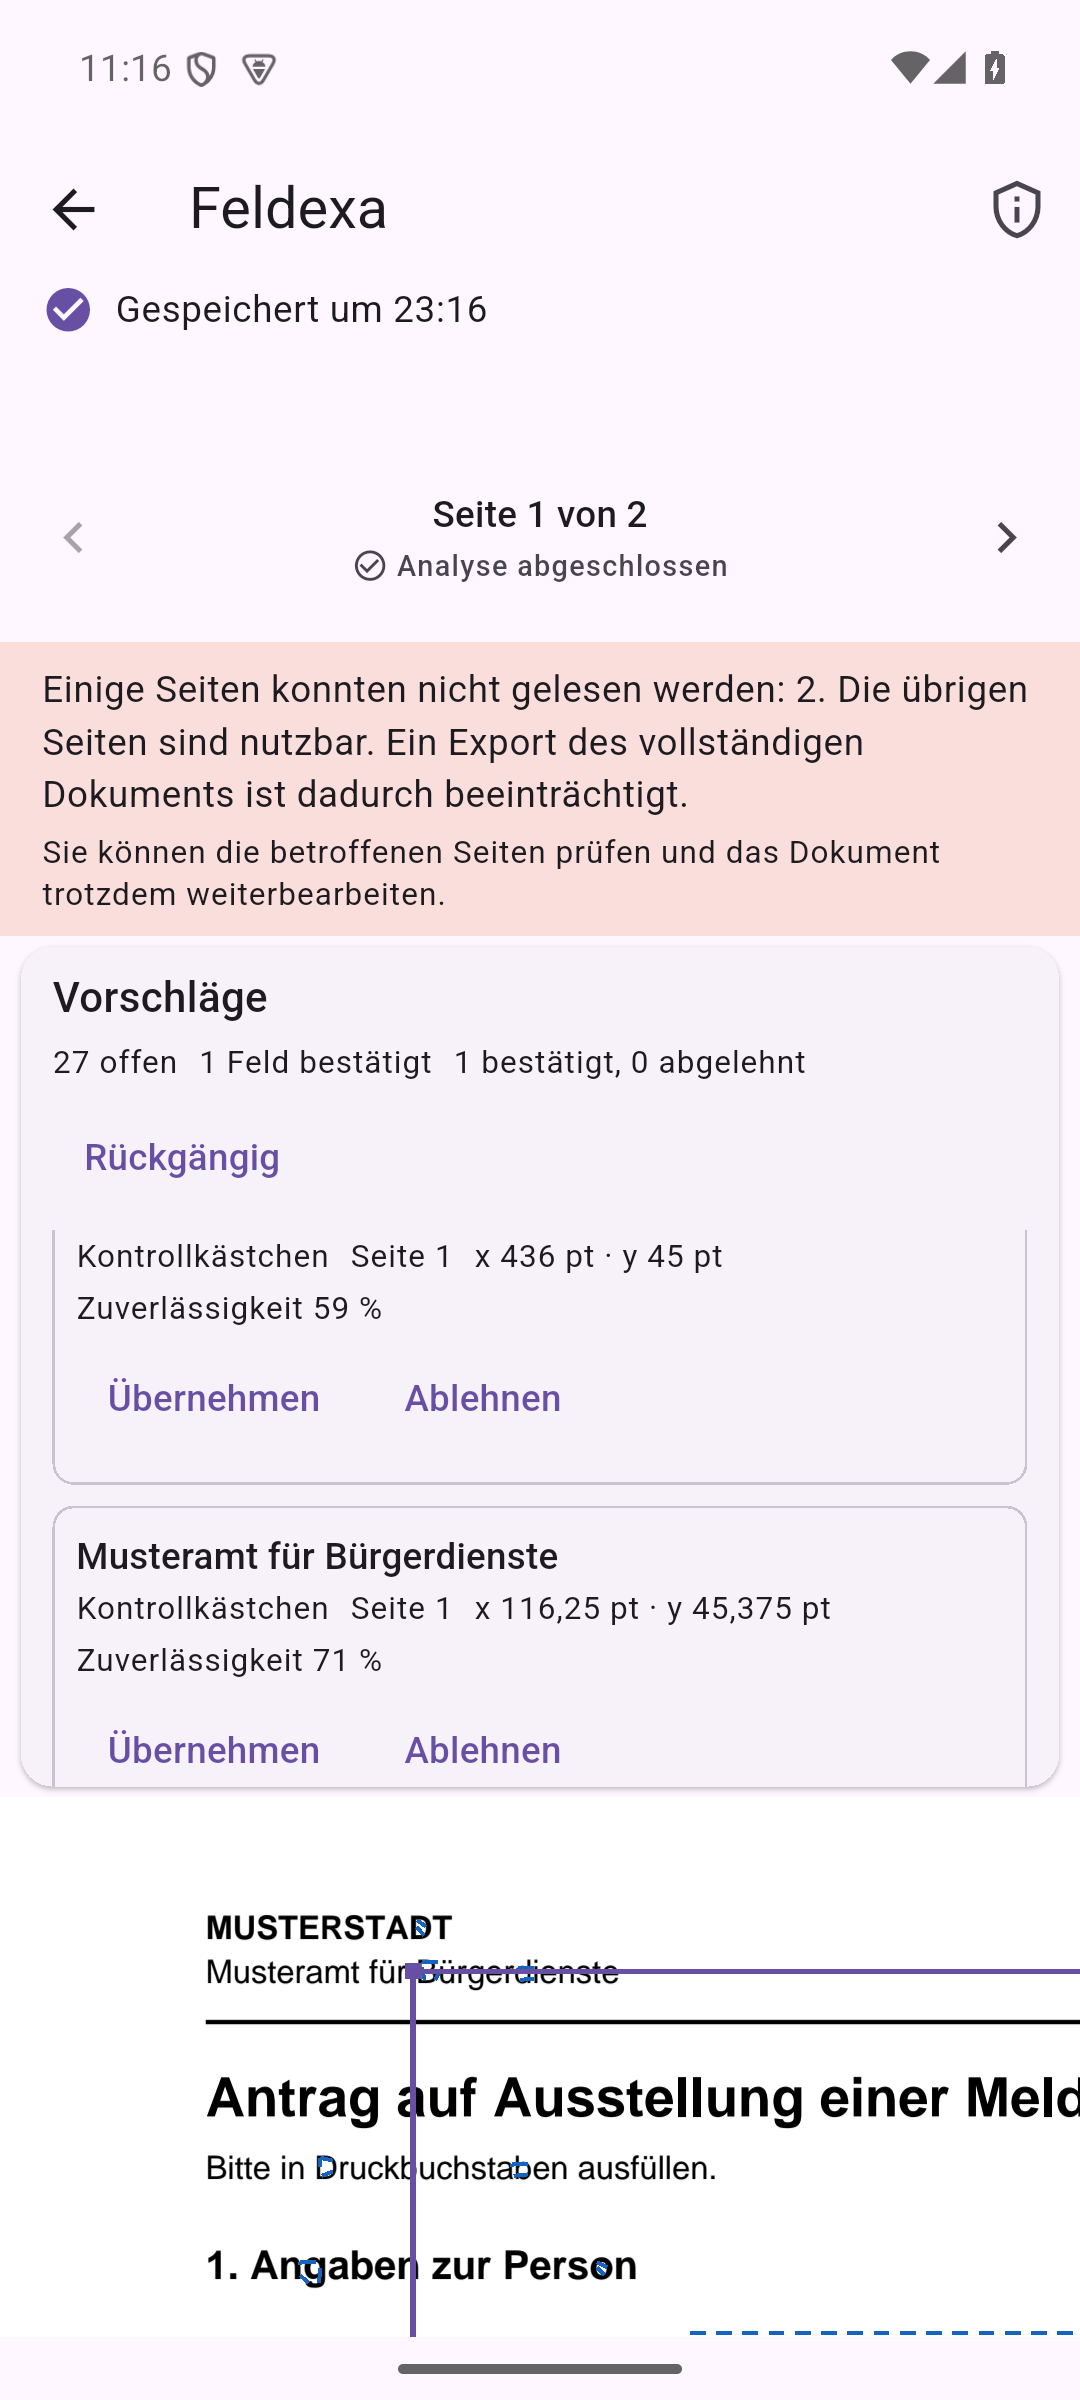 11:16
Feldexa
Gespeichert um 23:16
Seite 1 von 2
Analyse abgeschlossen
Einige Seiten konnten nicht gelesen werden: 2. Die übrigen
Seiten sind nutzbar. Ein Export des vollständigen
Dokuments ist dadurch beeinträchtigt.
Sie können die betroffenen Seiten prüfen und das Dokument
trotzdem weiterbearbeiten.
Vorschläge
27 offen 1 Feld bestätigt 1 bestätigt, 0 abgelehnt
Rückgängig
Kontrollkästchen Seite 1 x 436 pt · y 45 pt
Zuverlässigkeit 59 %
Übernehmen Ablehnen
Musteramt für Bürgerdienste
Kontrollkästchen Seite 1 x 116,25 pt · y 45,375 pt
Zuverlässigkeit 71 %
Übernehmen Ablehnen
MUSTERSTADT
Musteramt für Bürgerdienste
Antrag auf Ausstellung einer Meld
Bitte in Druckbuchstaben ausfüllen.
1. Angaben zur Person